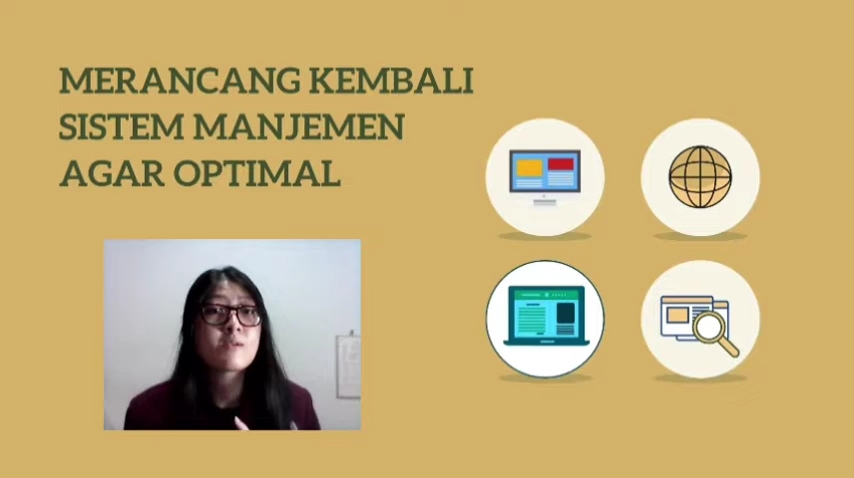 MERANCANG KEMBALI
SISTEM MANJEMEN
AGAR OPTIMAL